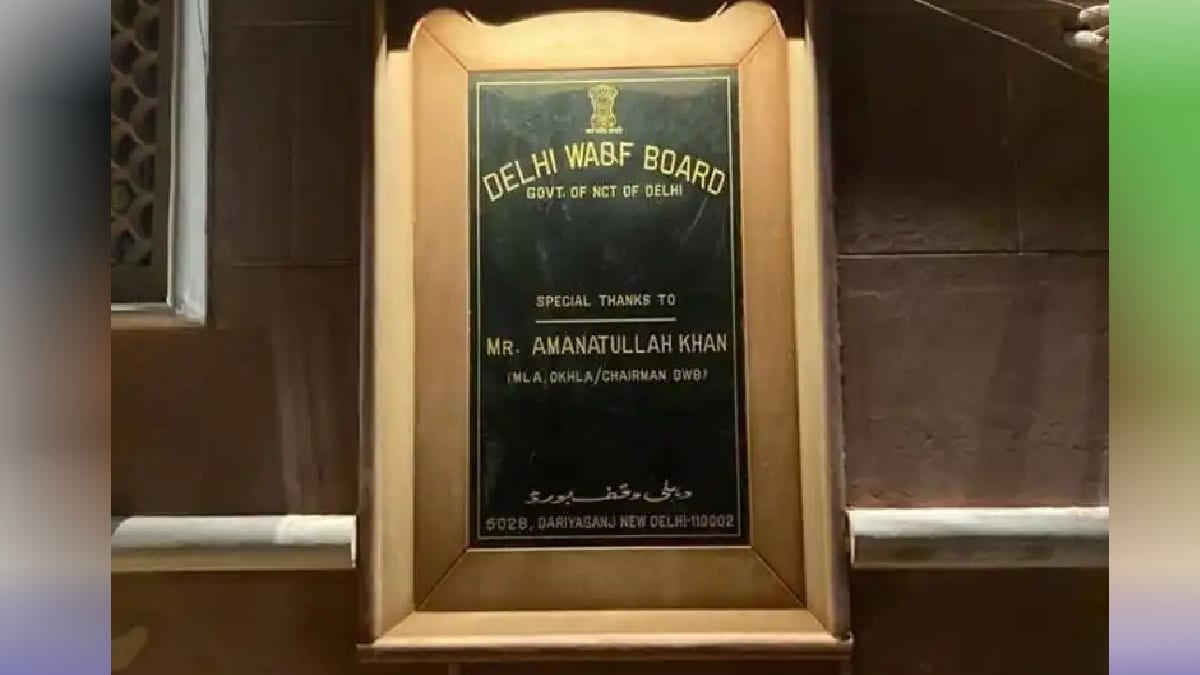 DELHI WAQF BOARD
GOVT. OF NCT OF DELHI
SPECIAL THANKS TO
MR. AMANATULLAH KHAN
(MLA, OKHLA/CHAIRMAN DWB)
دہلی وقف بورڈ
5028, DARIYAGANJ NEW DELHI-110002